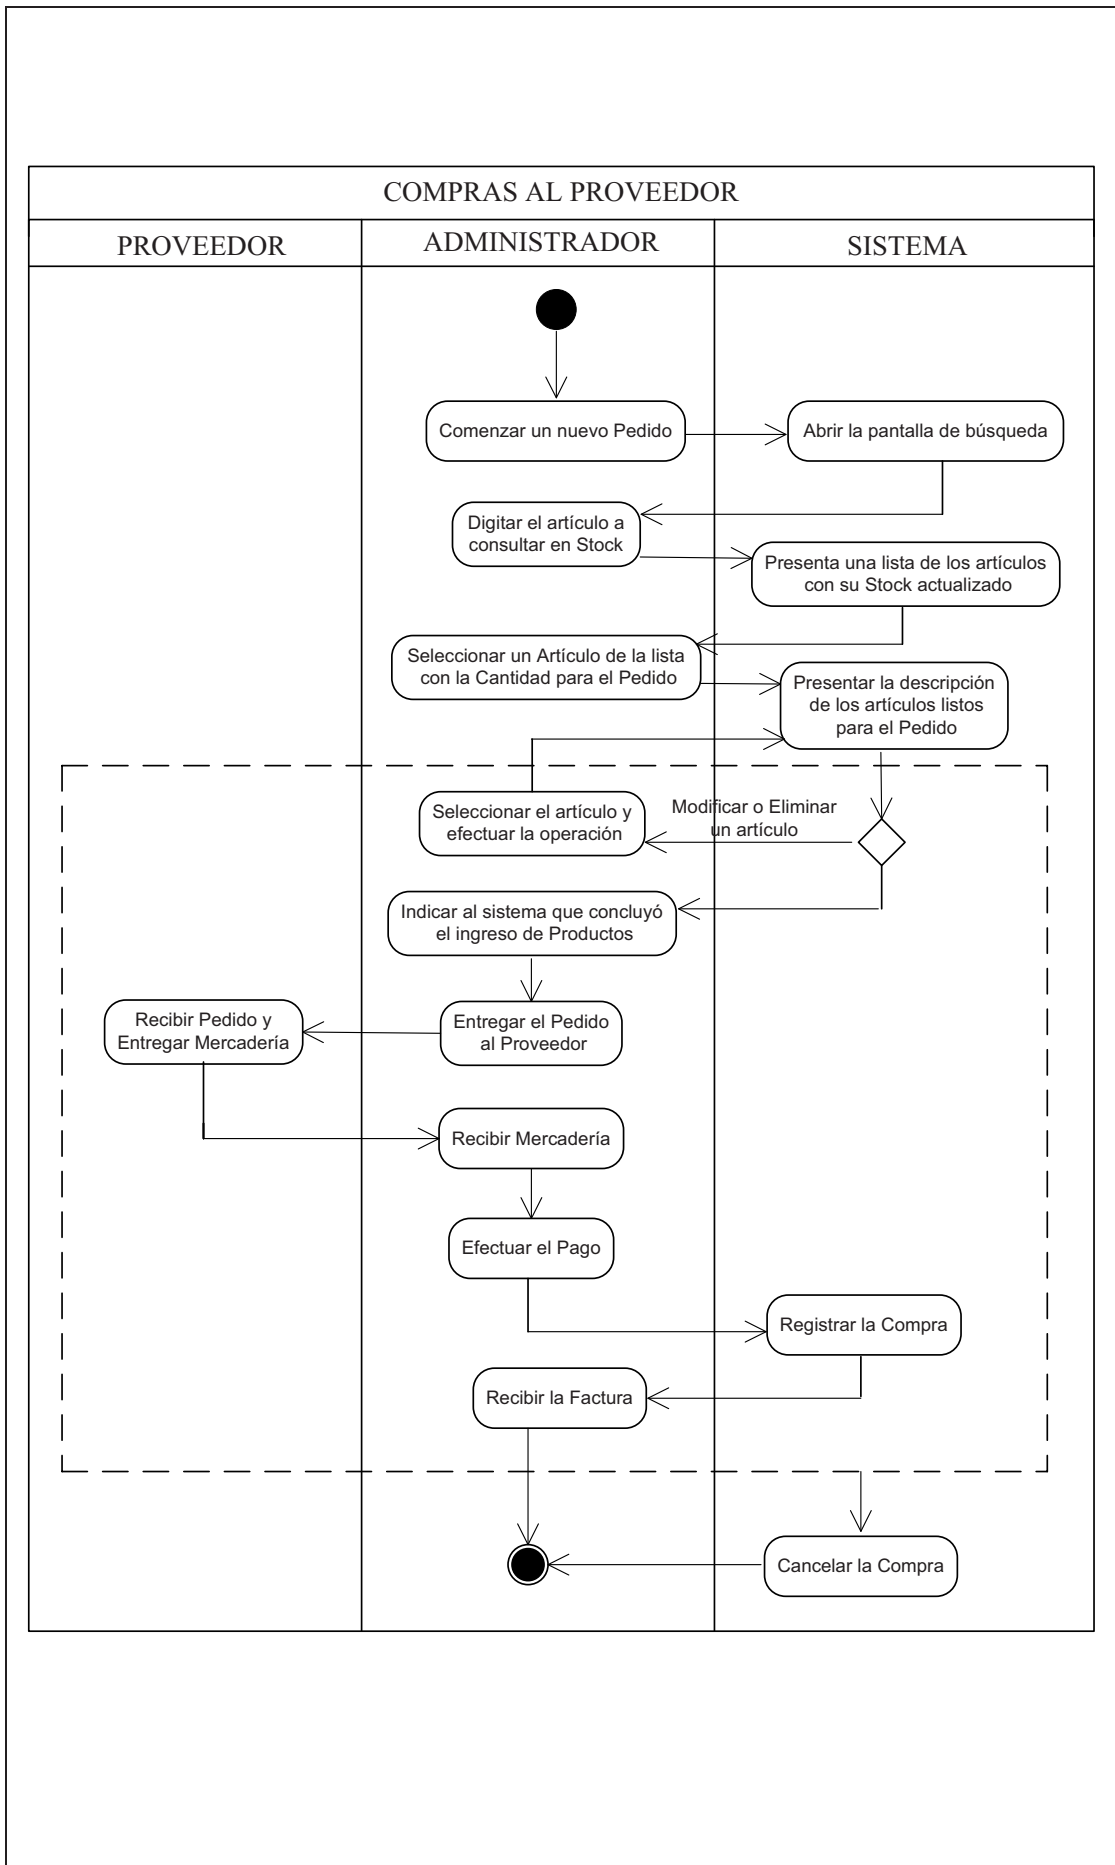 COMPRAS AL PROVEEDOR
PROVEEDOR
ADMINISTRADOR
SISTEMA
Comenzar un nuevo Pedido
Abrir la pantalla de búsqueda
Digitar el artículo a
consultar en Stock
Presenta una lista de los artículos
con su Stock actualizado
Seleccionar un Artículo de la lista
con la Cantidad para el Pedido
Presentar la descripción
de los artículos listos
para el Pedido
Seleccionar el artículo y
efectuar la operación
Modificar o Eliminar
un artículo
Indicar al sistema que concluyó
el ingreso de Productos
Recibir Pedido y
Entregar Mercadería
Entregar el Pedido
al Proveedor
Recibir Mercadería
Efectuar el Pago
Registrar la Compra
Recibir la Factura
Cancelar la Compra